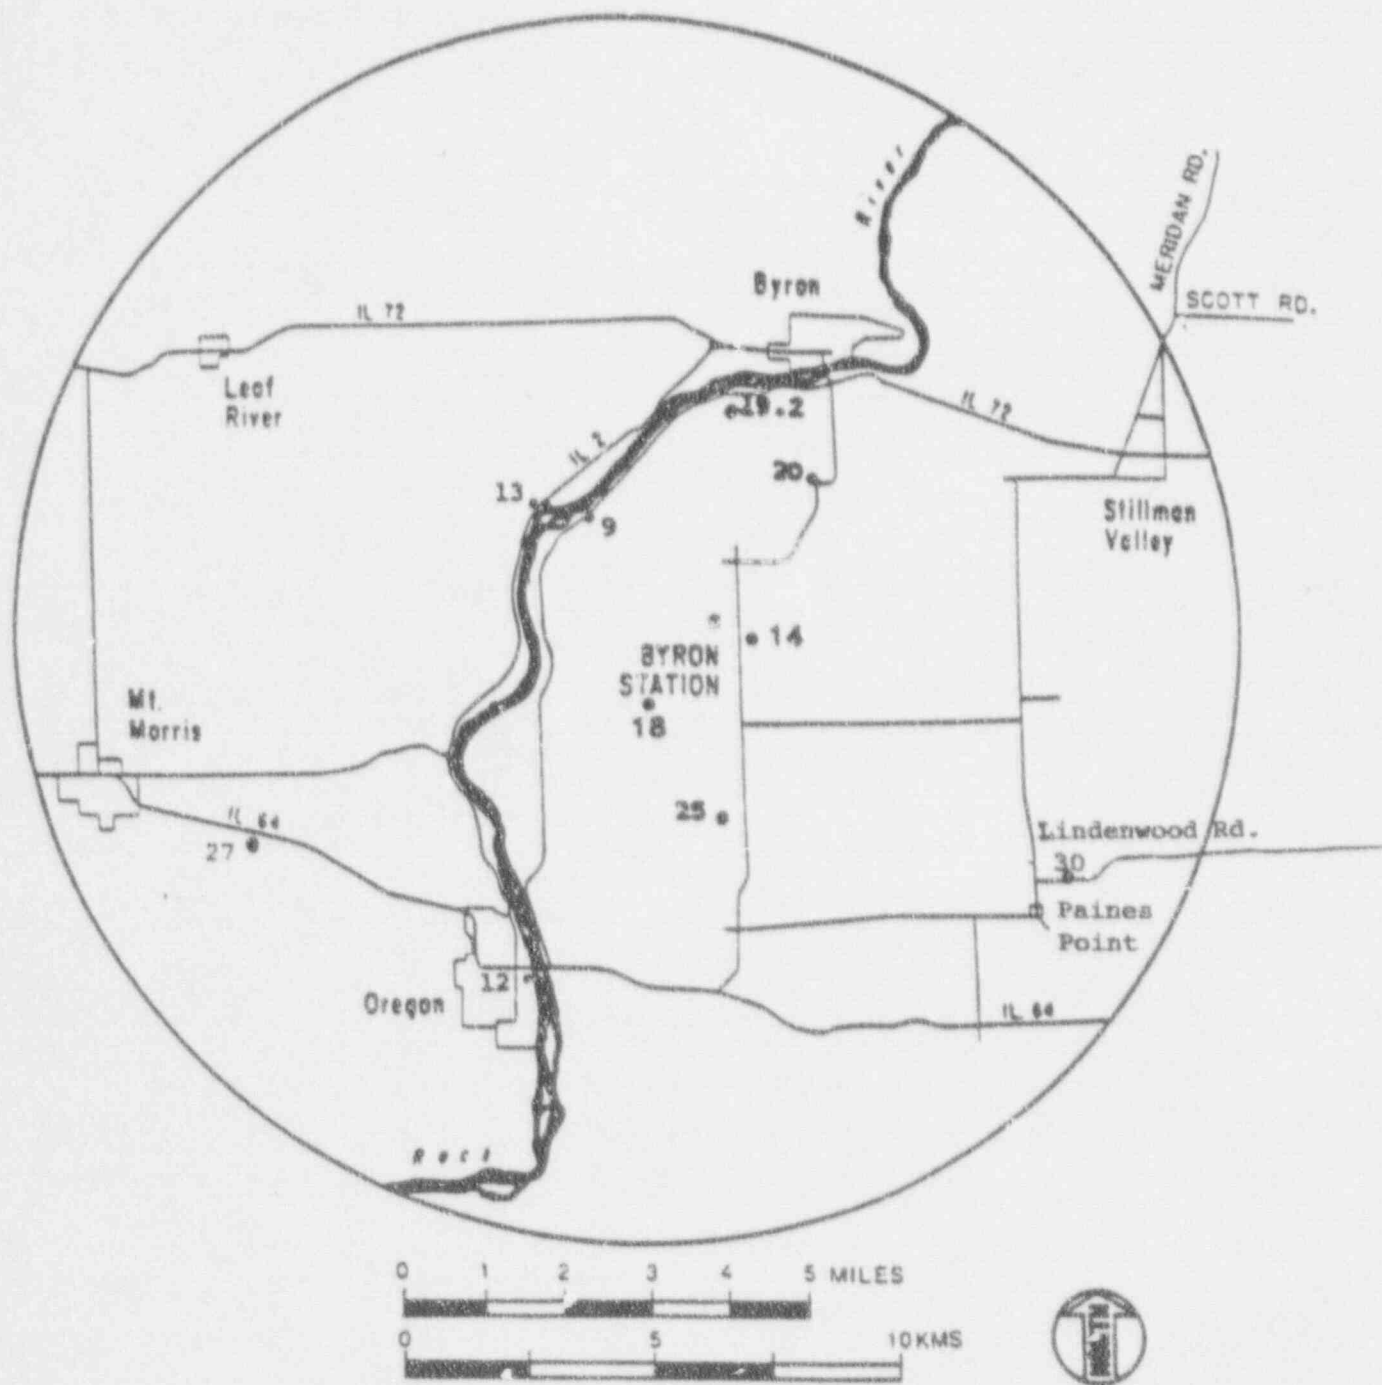 River
MERIDAN RD.
SCOTT RD.
Byron
IL 72
Leaf
River
19.2
IL 72
IL 2
20
13
9
Stillman
Valley
14
BYRON
STATION
18
Mt.
Morris
25
IL 64
27
Lindenwood Rd.
30
Paines
Point
12
Oregon
IL 64
Rock
0 1 2 3 4 5 MILES
0 5 10 KMS